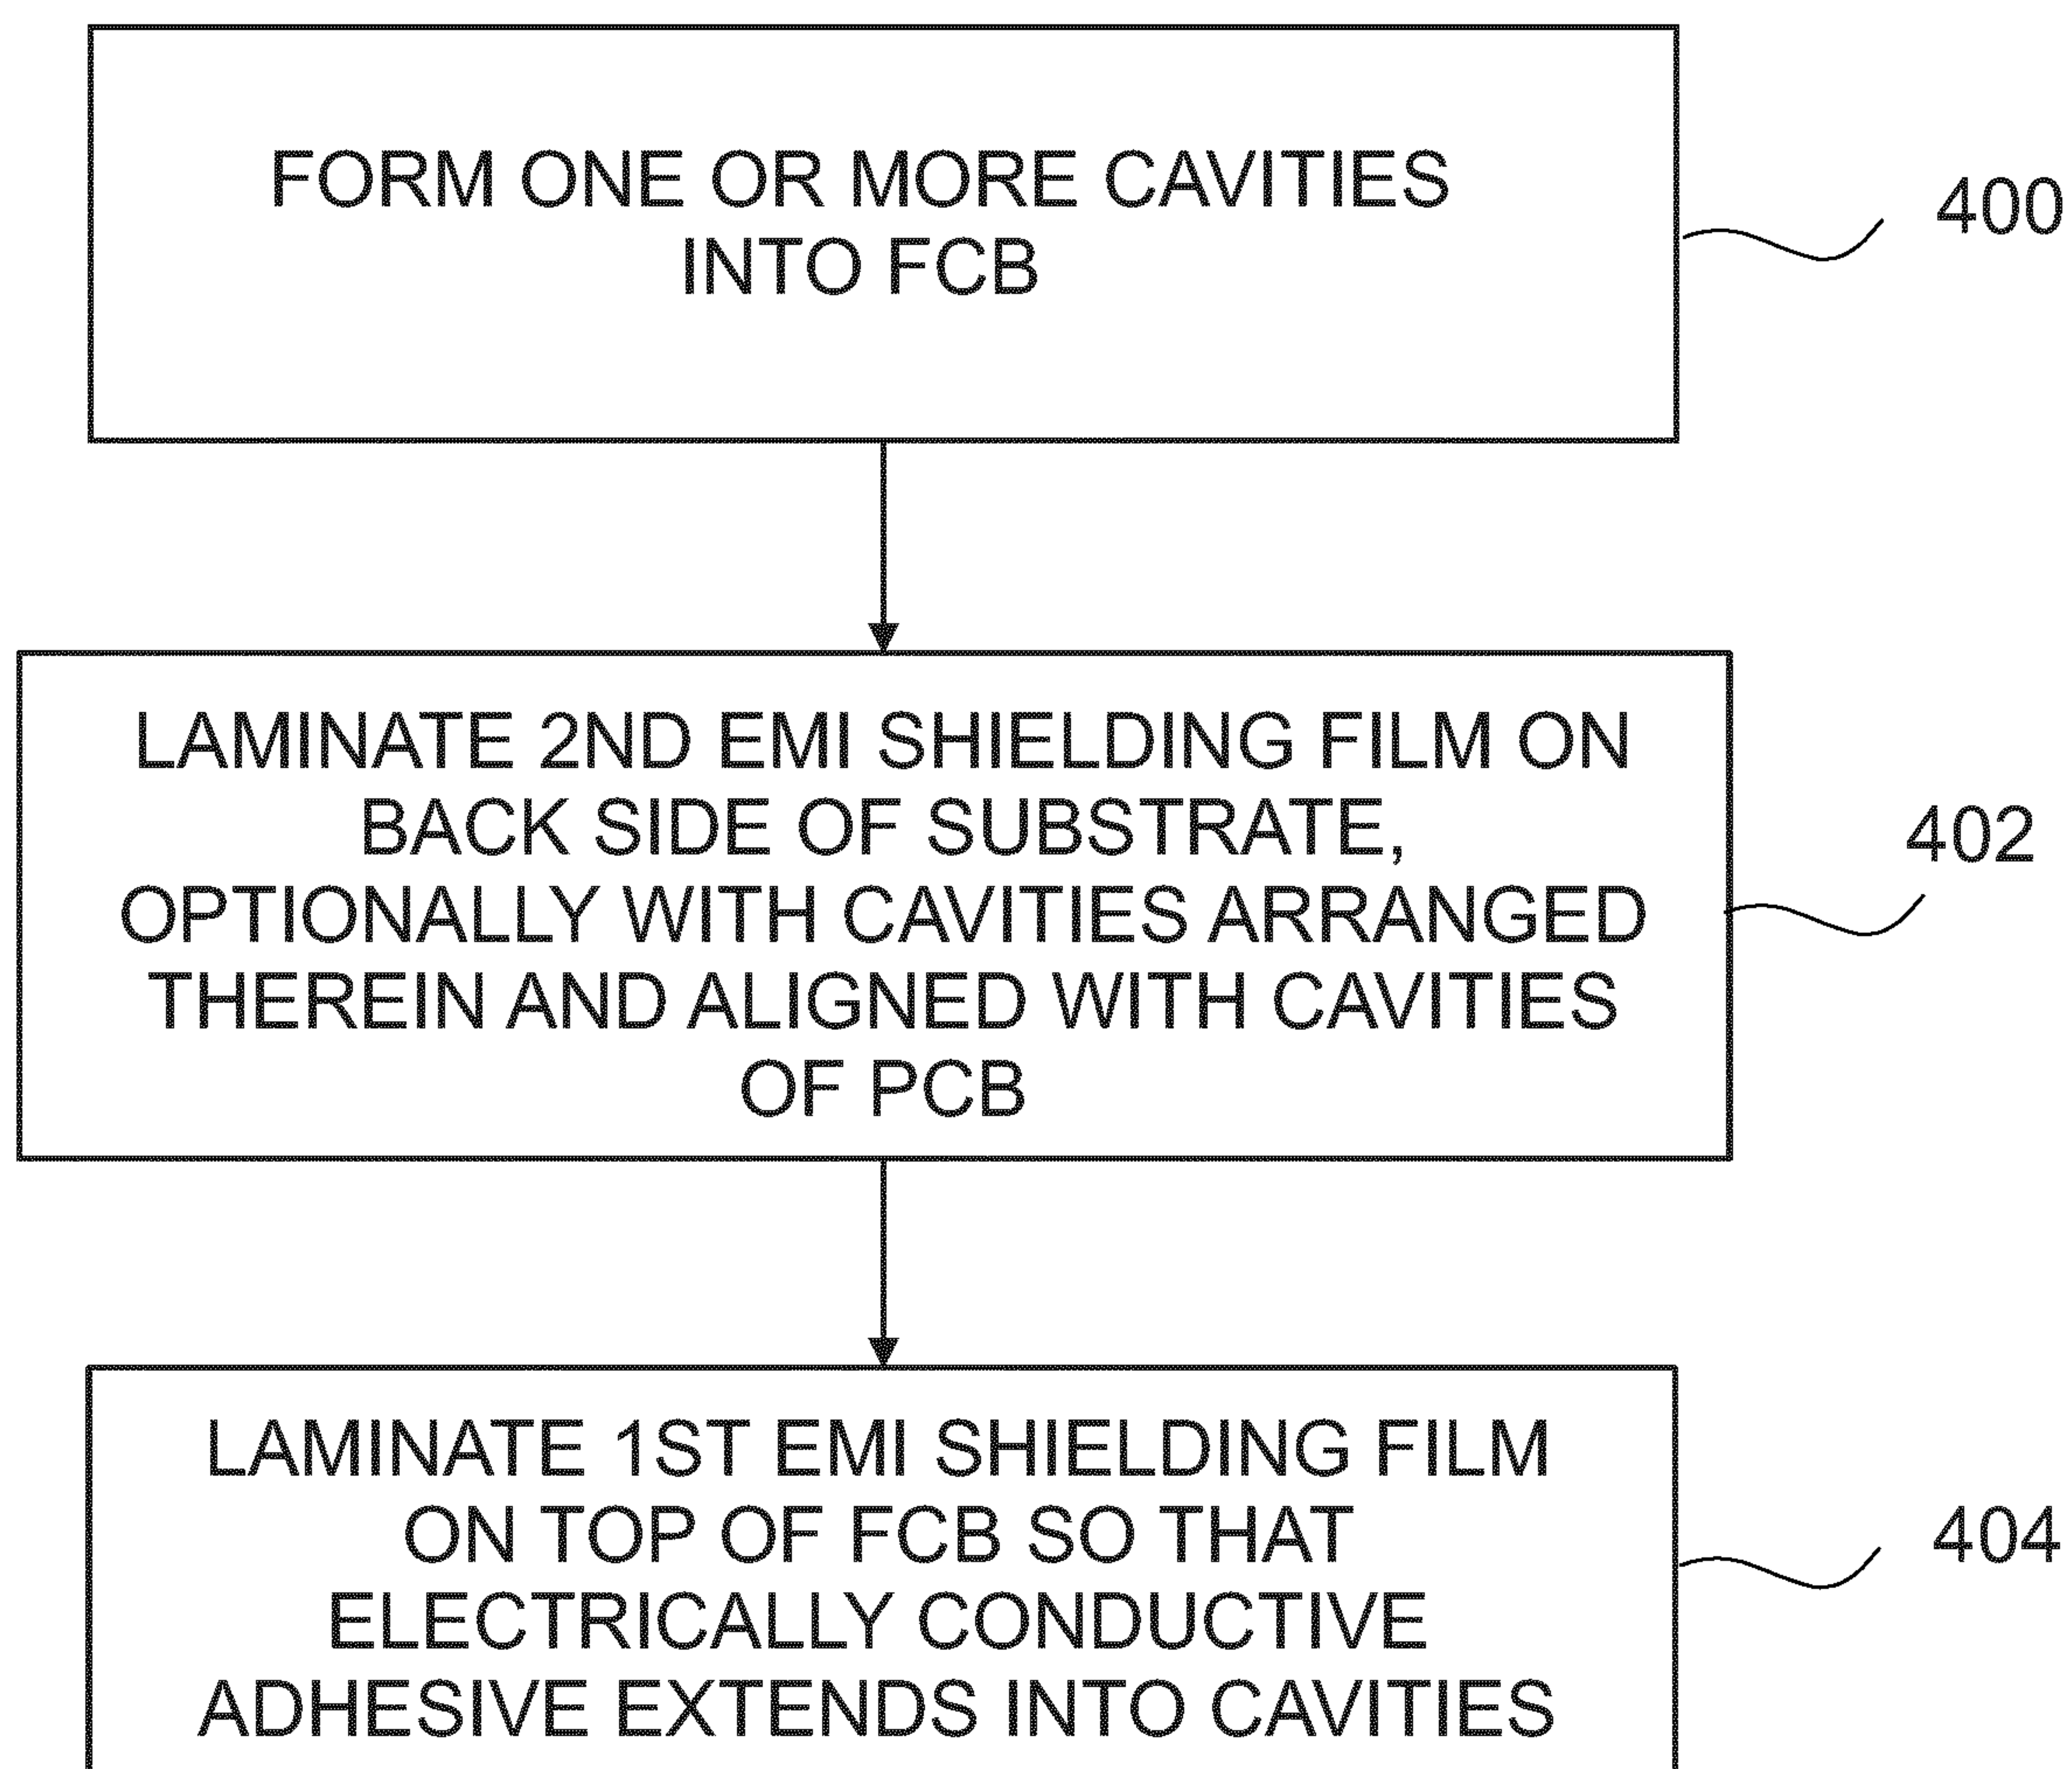 FORM ONE OR MORE CAVITIES
INTO FCB
400
LAMINATE 2ND EMI SHIELDING FILM ON
BACK SIDE OF SUBSTRATE,
OPTIONALLY WITH CAVITIES ARRANGED
THEREIN AND ALIGNED WITH CAVITIES
OF PCB
402
LAMINATE 1ST EMI SHIELDING FILM
ON TOP OF FCB SO THAT
ELECTRICALLY CONDUCTIVE
ADHESIVE EXTENDS INTO CAVITIES
404